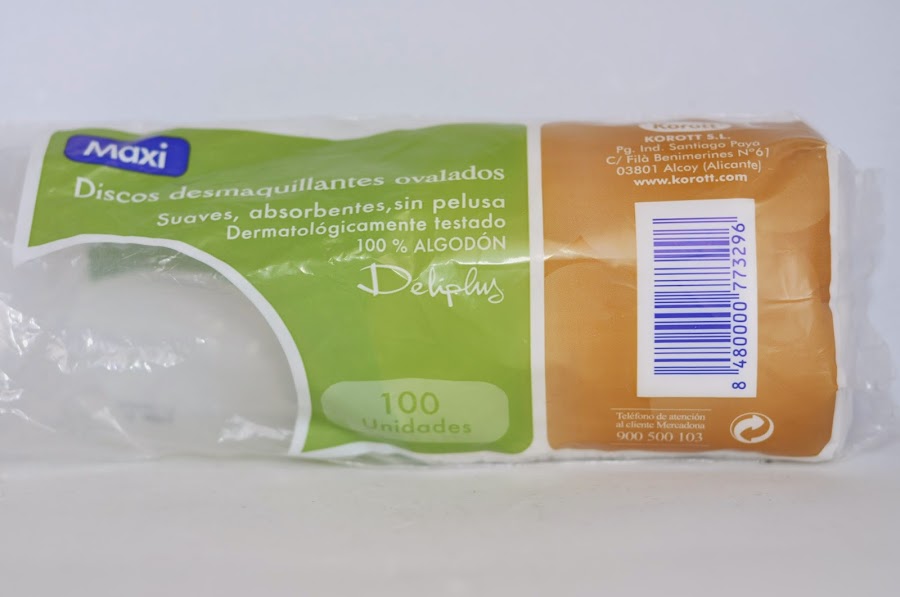 Maxi
Discos desmaquillantes ovalados
Suaves, absorbentes,sin pelusa
Dermatológicamente testado
100 % ALGODÓN
Deliplus
100
Unidades
Korott
KOROTT S.L.
Pg. Ind. Santiago Paya
C/ Filà Benimerines Nº61
03801 Alcoy (Alicante)
www.korott.com
8 480000 773296
Teléfono de atención
al cliente Mercadona
900 500 103